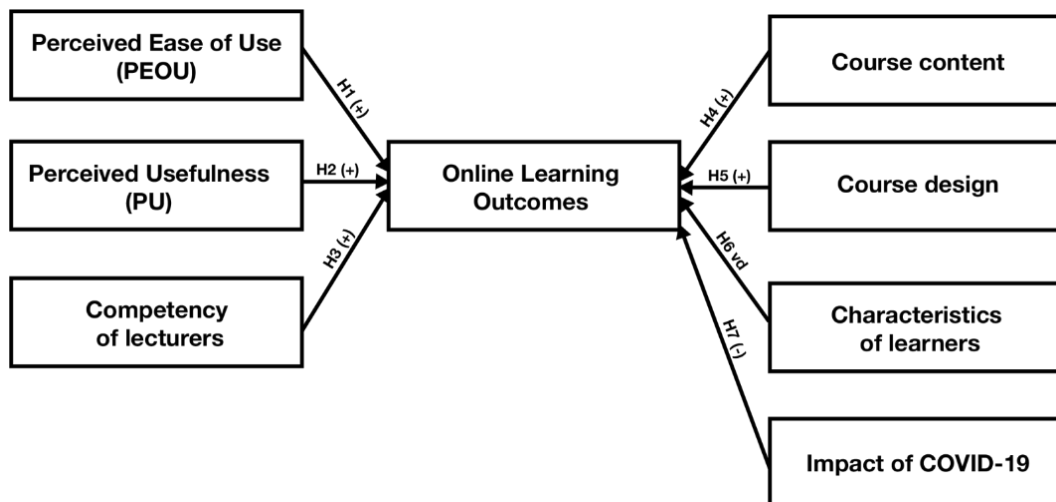 Perceived Ease of Use
(PEOU)
H1 (+)
Perceived Usefulness
(PU)
H2 (+)
Competency
of lecturers
H3 (+)
Online Learning
Outcomes
Course content
H4 (+)
Course design
H5 (+)
Characteristics
of learners
H6 vd
Impact of COVID-19
H7 (-)